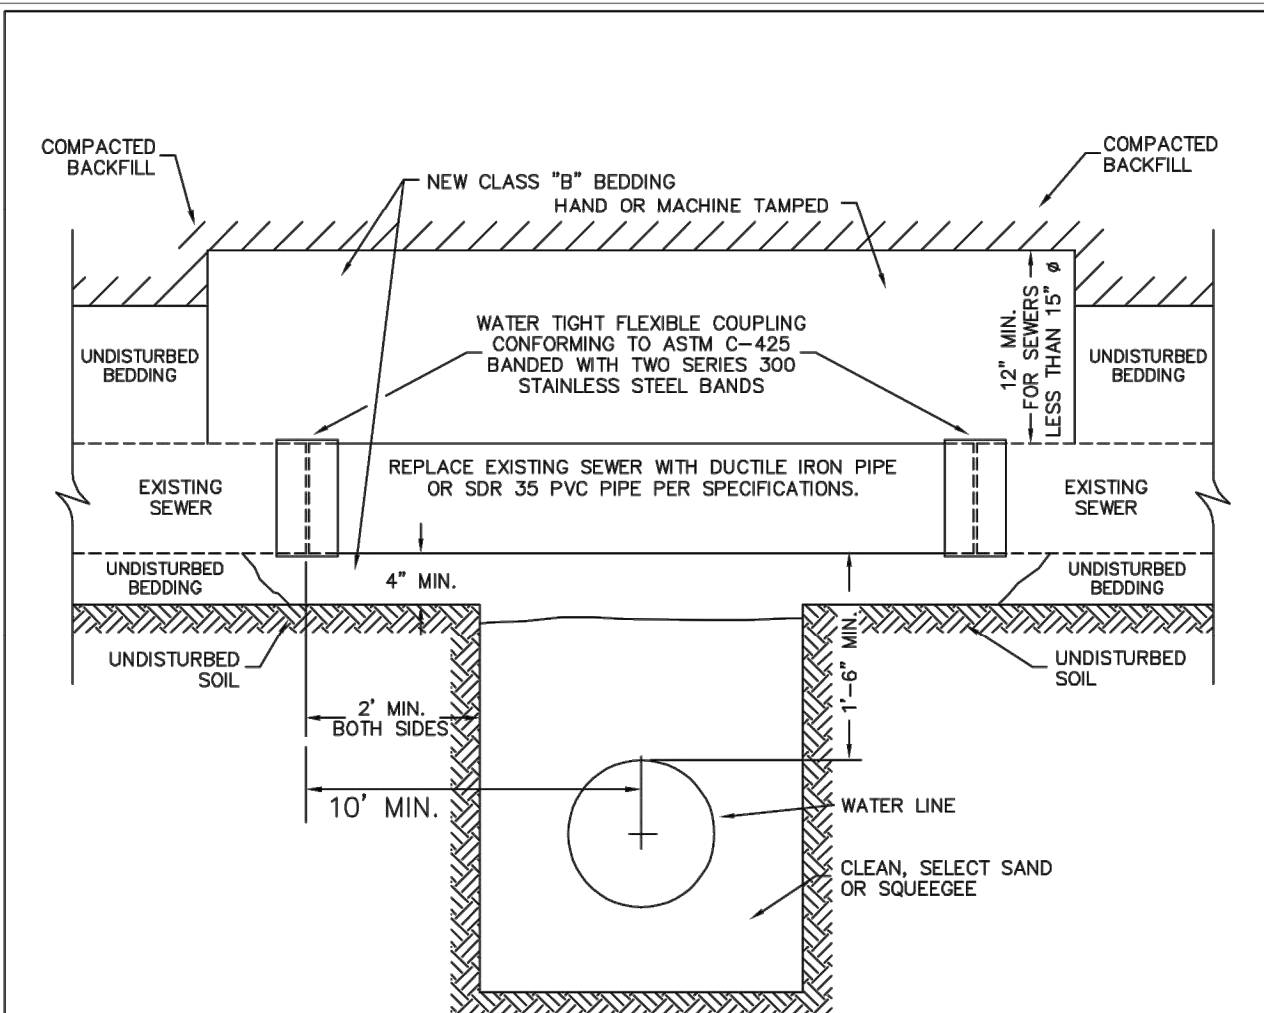 COMPACTED
BACKFILL
COMPACTED
BACKFILL
NEW CLASS "B" BEDDING
HAND OR MACHINE TAMPED
WATER TIGHT FLEXIBLE COUPLING
CONFORMING TO ASTM C-425
BANDED WITH TWO SERIES 300
STAINLESS STEEL BANDS
12" MIN.
FOR SEWERS
LESS THAN 15" ø
UNDISTURBED
BEDDING
UNDISTURBED
BEDDING
REPLACE EXISTING SEWER WITH DUCTILE IRON PIPE
OR SDR 35 PVC PIPE PER SPECIFICATIONS.
EXISTING
SEWER
EXISTING
SEWER
UNDISTURBED
BEDDING
4" MIN.
UNDISTURBED
BEDDING
UNDISTURBED
SOIL
1'-6" MIN.
UNDISTURBED
SOIL
2' MIN.
BOTH SIDES
10' MIN.
WATER LINE
CLEAN, SELECT SAND
OR SQUEEGEE